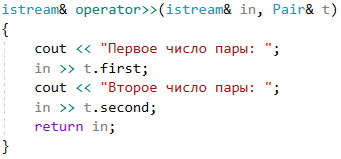 istream& operator>>(istream& in, Pair& t)
{
cout << "Первое число пары: ";
in >> t.first;
cout << "Второе число пары: ";
in >> t.second;
return in;
}